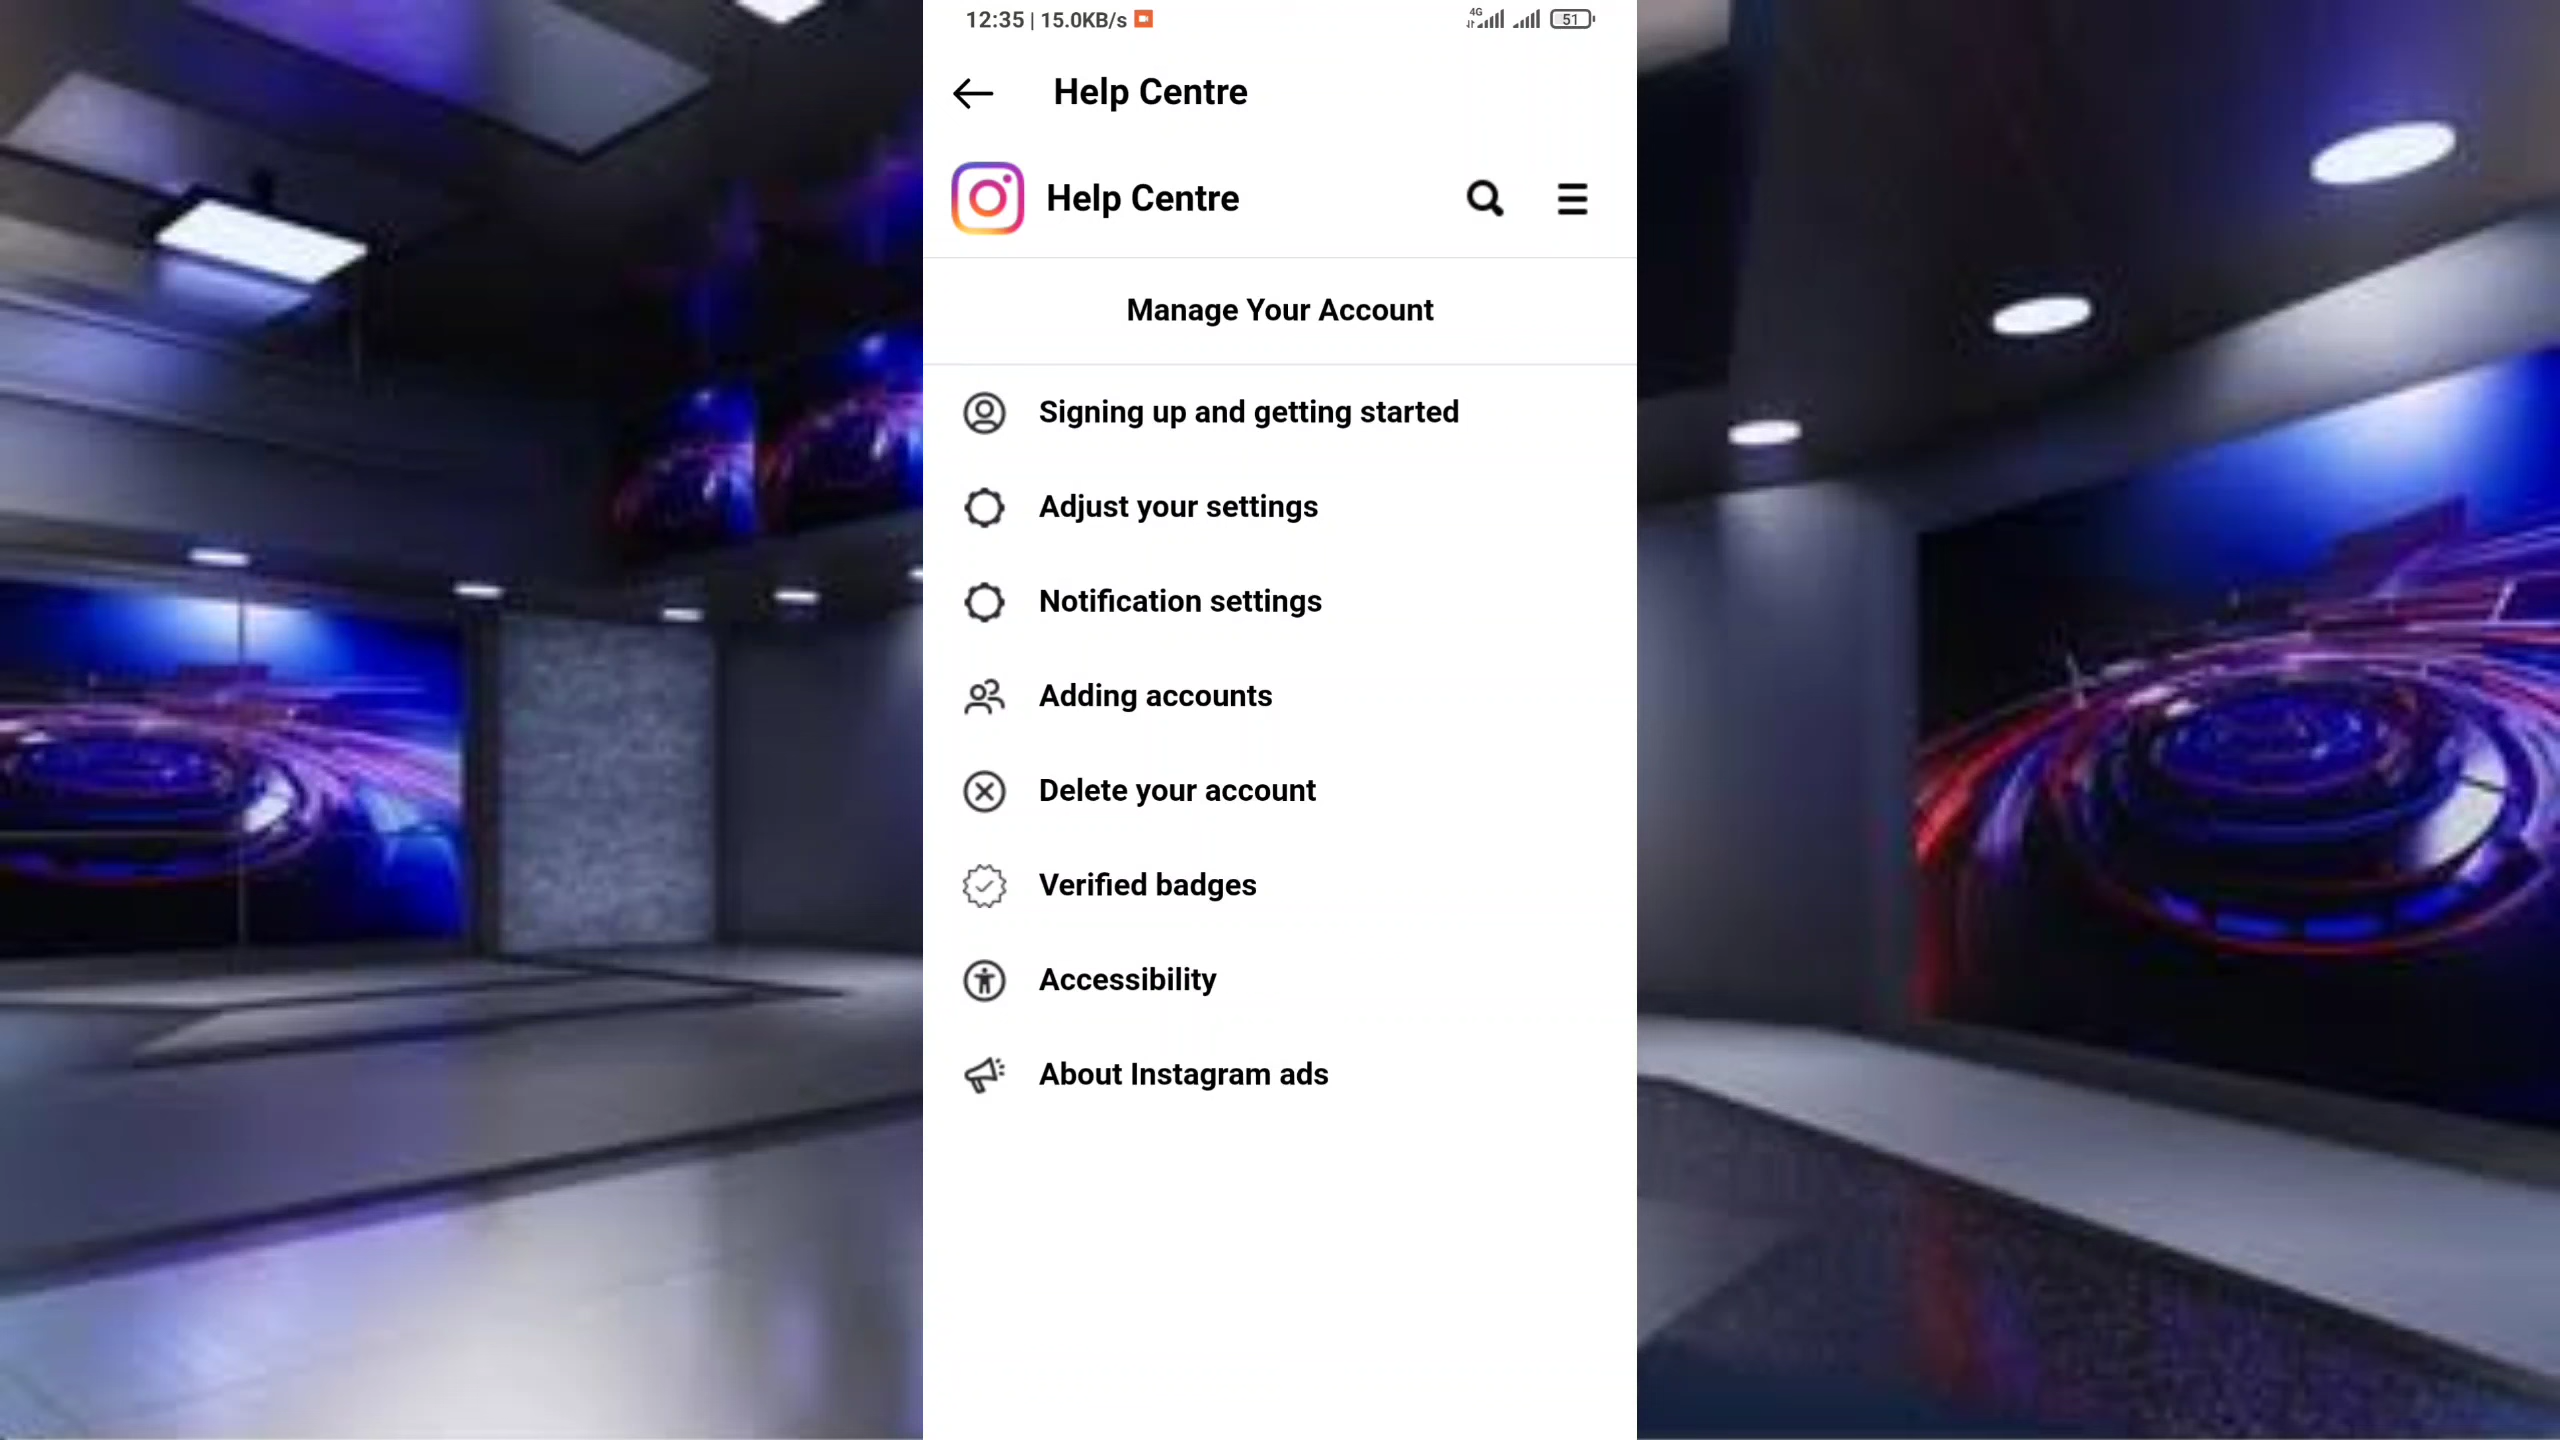 12:35 | 15.0KB/s 4G 51
Help Centre
Help Centre
Manage Your Account
Signing up and getting started
Adjust your settings
Notification settings
Adding accounts
Delete your account
Verified badges
Accessibility
About Instagram ads